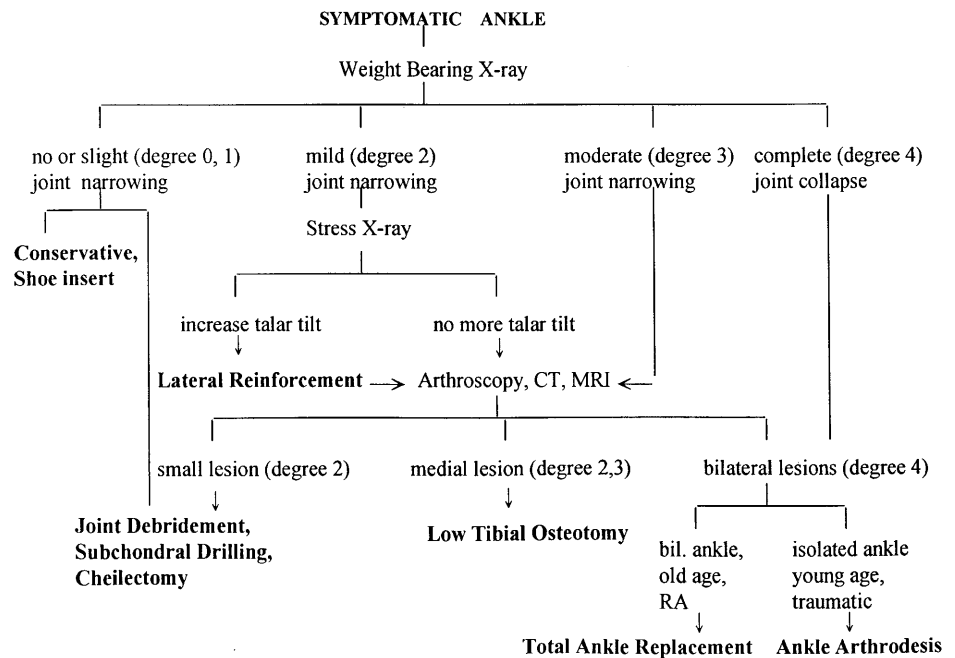 SYMPTOMATIC ANKLE
Weight Bearing X-ray
no or slight (degree 0, 1)
joint narrowing
mild (degree 2)
joint narrowing
moderate (degree 3)
joint narrowing
complete (degree 4)
joint collapse
Conservative,
Shoe insert
Stress X-ray
increase talar tilt
no more talar tilt
Lateral Reinforcement
Arthroscopy, CT, MRI
small lesion (degree 2)
medial lesion (degree 2,3)
bilateral lesions (degree 4)
Joint Debridement,
Subchondral Drilling,
Cheilectomy
Low Tibial Osteotomy
bil. ankle,
old age,
RA
isolated ankle
young age,
traumatic
Total Ankle Replacement
Ankle Arthrodesis